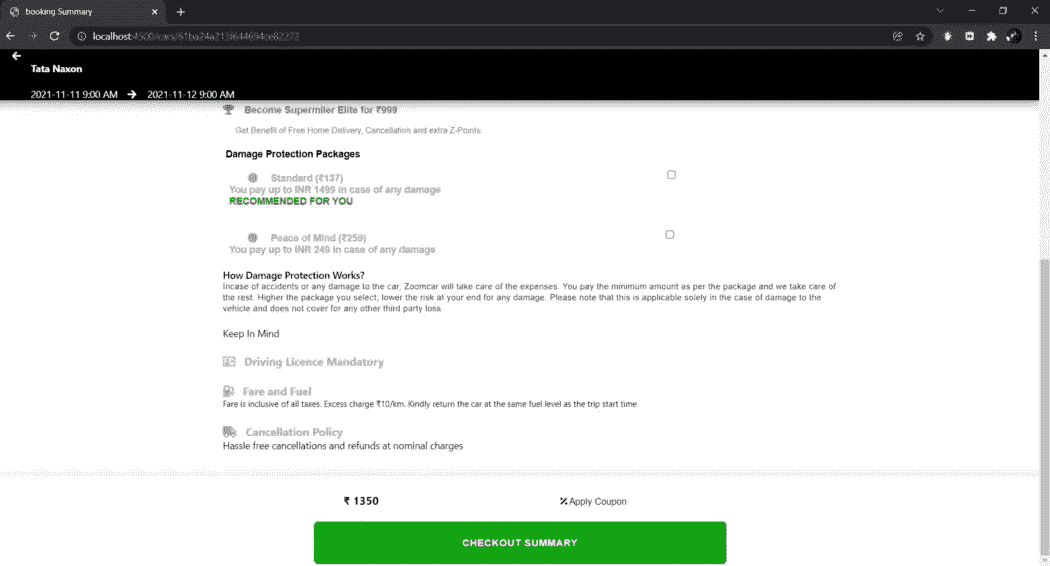 booking Summary
localhost:4500/cars/61ba24a213f644694ce82272
Tata Naxon
2021-11-11 9:00 AM → 2021-11-12 9:00 AM
Become Supermiler Elite for ₹999
Get Benefit of Free Home Delivery, Cancellation and extra Z-Points.
Damage Protection Packages
Standard (₹137)
You pay up to INR 1499 in case of any damage
RECOMMENDED FOR YOU
Peace of Mind (₹259)
You pay up to INR 249 in case of any damage
How Damage Protection Works?
Incase of accidents or any damage to the car, Zoomcar will take care of the expenses. You pay the minimum amount as per the package and we take care of
the rest. Higher the package you select, lower the risk at your end for any damage. Please note that this is applicable solely in the case of damage to the
vehicle and does not cover for any other third party loss.
Keep In Mind
Driving Licence Mandatory
Fare and Fuel
Fare is inclusive of all taxes. Excess charge ₹10/km. Kindly return the car at the same fuel level as the trip start time
Cancellation Policy
Hassle free cancellations and refunds at nominal charges
₹ 1350
Apply Coupon
CHECKOUT SUMMARY